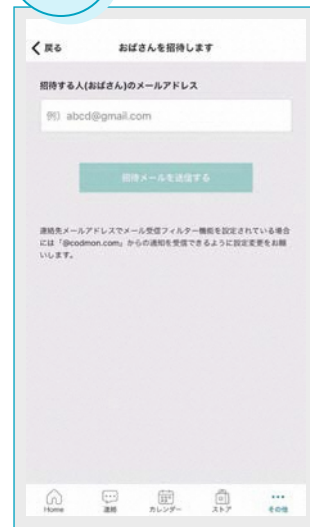 戻る　おばさんを招待します
招待する人(おばさん)のメールアドレス
例）abcd@gmail.com
招待メールを送信する
連絡先メールアドレスでメール受信フィルター機能を設定されている場合
には「@codmon.com」からの通知を受信できるように設定変更をお願
いします。
Home　連絡　カレンダー　ストア　その他